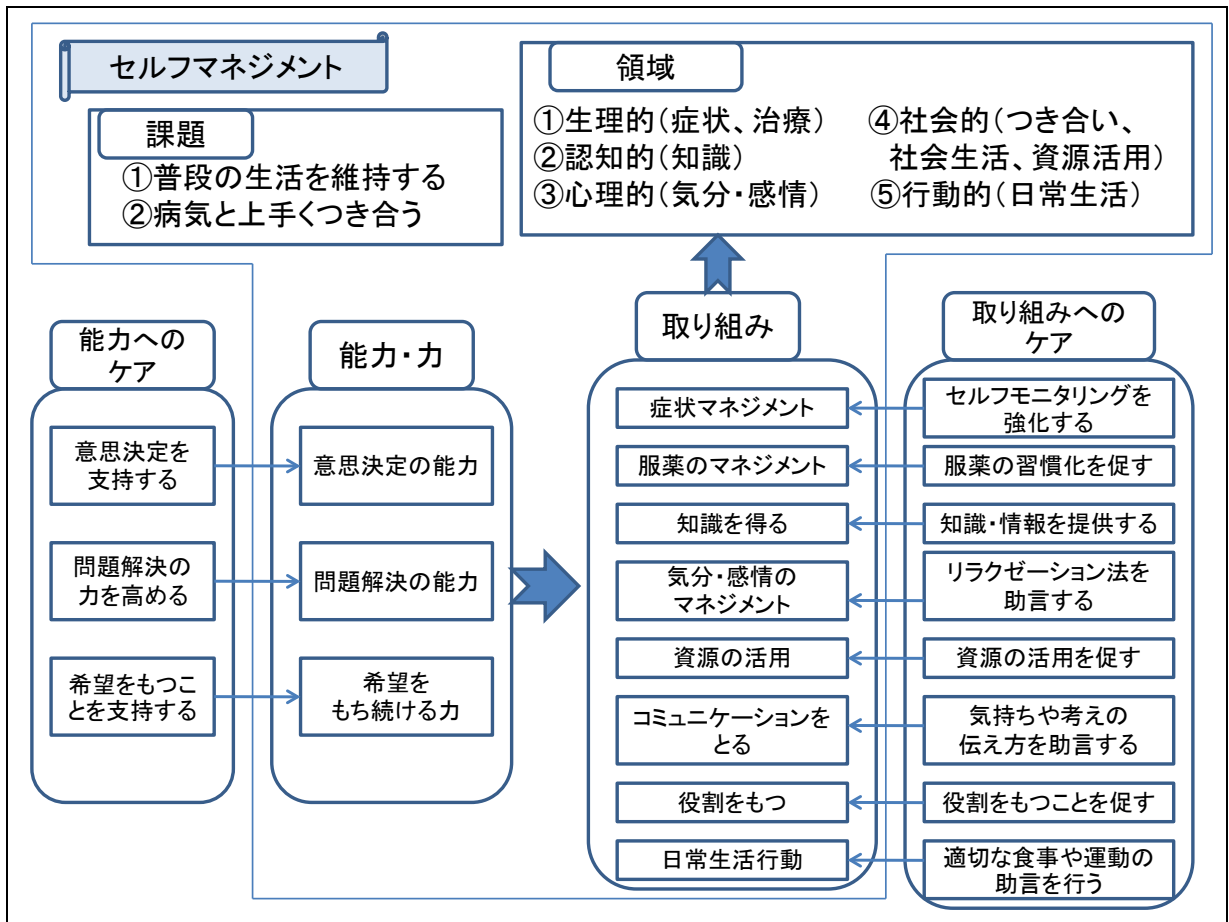 セルフマネジメント
課題
①普段の生活を維持する
②病気と上手くつき合う
領域
①生理的(症状、治療)
②認知的(知識)
③心理的(気分・感情)
④社会的(つき合い、
社会生活、資源活用)
⑤行動的(日常生活)
能力への
ケア
意思決定を
支持する
問題解決の
力を高める
希望をもつこ
とを支持する
能力・力
意思決定の能力
問題解決の能力
希望を
もち続ける力
取り組み
症状マネジメント
服薬のマネジメント
知識を得る
気分・感情の
マネジメント
資源の活用
コミュニケーションを
とる
役割をもつ
日常生活行動
取り組みへの
ケア
セルフモニタリングを
強化する
服薬の習慣化を促す
知識・情報を提供する
リラクゼーション法を
助言する
資源の活用を促す
気持ちや考えの
伝え方を助言する
役割をもつことを促す
適切な食事や運動の
助言を行う